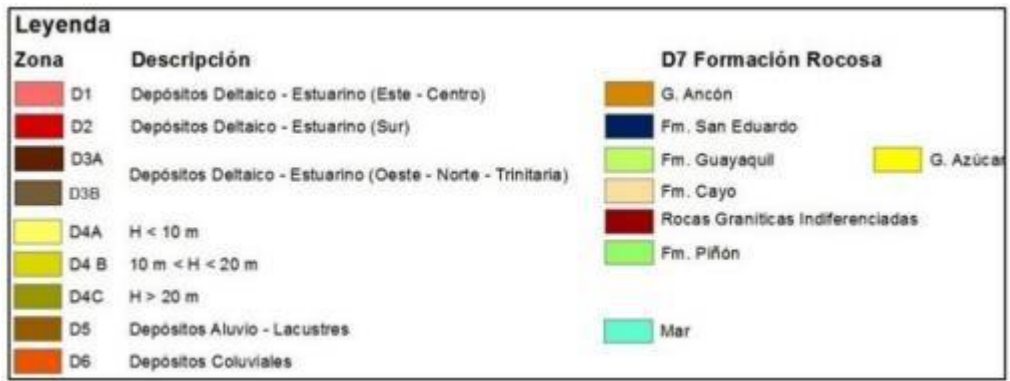 Leyenda
Zona Descripción D7 Formación Rocosa
D1 Depósitos Deltaico - Estuarino (Este - Centro) G. Ancón
D2 Depósitos Deltaico - Estuarino (Sur) Fm. San Eduardo
D3A Fm. Guayaquil G. Azúcar
Depósitos Deltaico - Estuarino (Oeste - Norte - Trinitaria)
D3B Fm. Cayo
Rocas Graníticas Indiferenciadas
D4A H < 10 m
D4 B 10 m < H < 20 m Fm. Piñón
D4C H > 20 m
D5 Depósitos Aluvio - Lacustres Mar
D6 Depósitos Coluviales